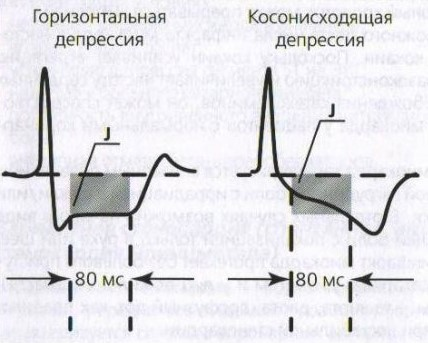 Горизонтальная
депрессия
Косонисходящая
депрессия
J
J
80 мс
80 мс